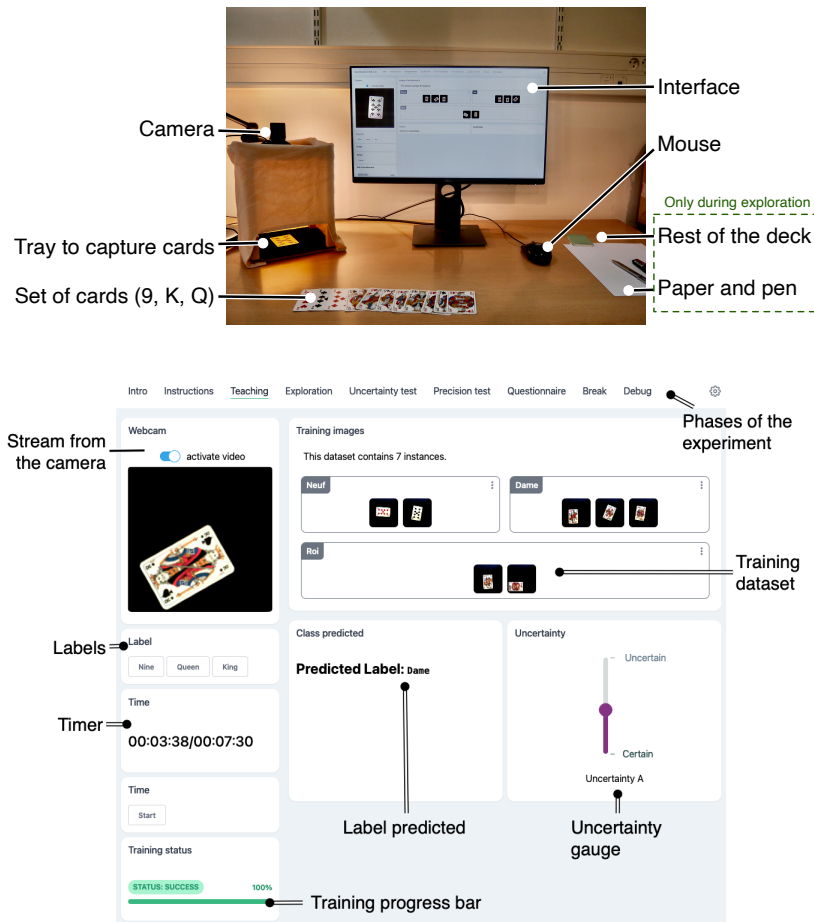 Camera
Interface
Mouse
Only during exploration
Tray to capture cards
Rest of the deck
Set of cards (9, K, Q)
Paper and pen
Intro Instructions Teaching Exploration Uncertainty test Precision test Questionnaire Break Debug
Phases of the
experiment
Webcam
Stream from
the camera
activate video
Training images
This dataset contains 7 instances.
Neuf
Dame
Roi
Training
dataset
Labels
Label
Nine Queen King
Class predicted
Predicted Label: Dame
Uncertainty
Uncertain
Certain
Uncertainty A
Timer
Time
00:03:38/00:07:30
Time
Start
Label predicted
Uncertainty
gauge
Training status
STATUS: SUCCESS 100%
Training progress bar